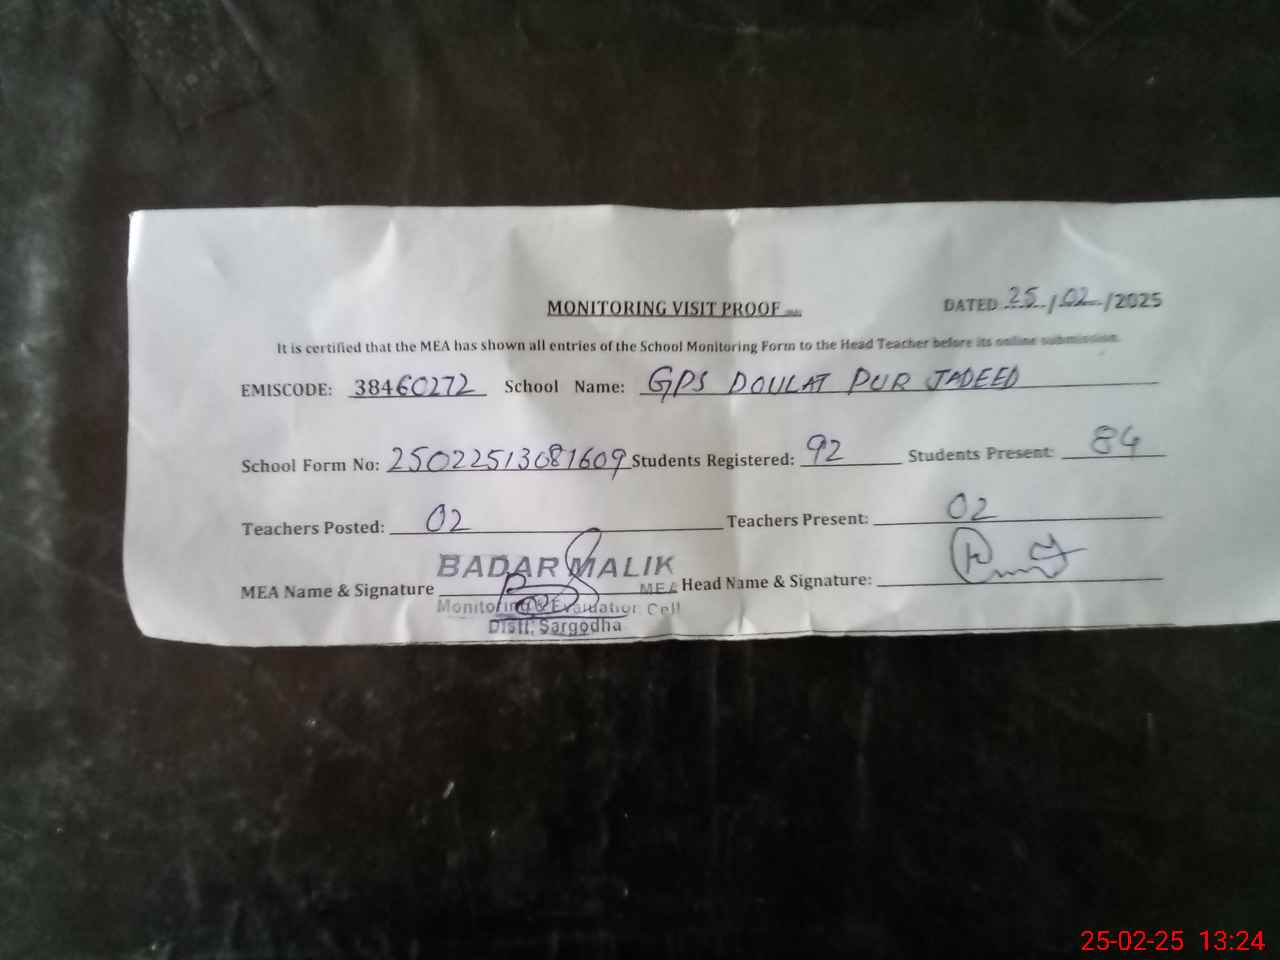 MONITORING VISIT PROOF
DATED 25/02/2025
It is certified that the MEA has shown all entries of the School Monitoring Form to the Head Teacher before its online submission.
EMISCODE: 38460272 School Name: GPS DOULAT PUR JADEED
School Form No: 25022513081609 Students Registered: 92 Students Present: 84
Teachers Posted: 02 Teachers Present: 02
BADAR MALIK
MEA Name & Signature MEA Head Name & Signature:
Monitoring & Evaluation Cell
Distt: Sargodha
25-02-25 13:24